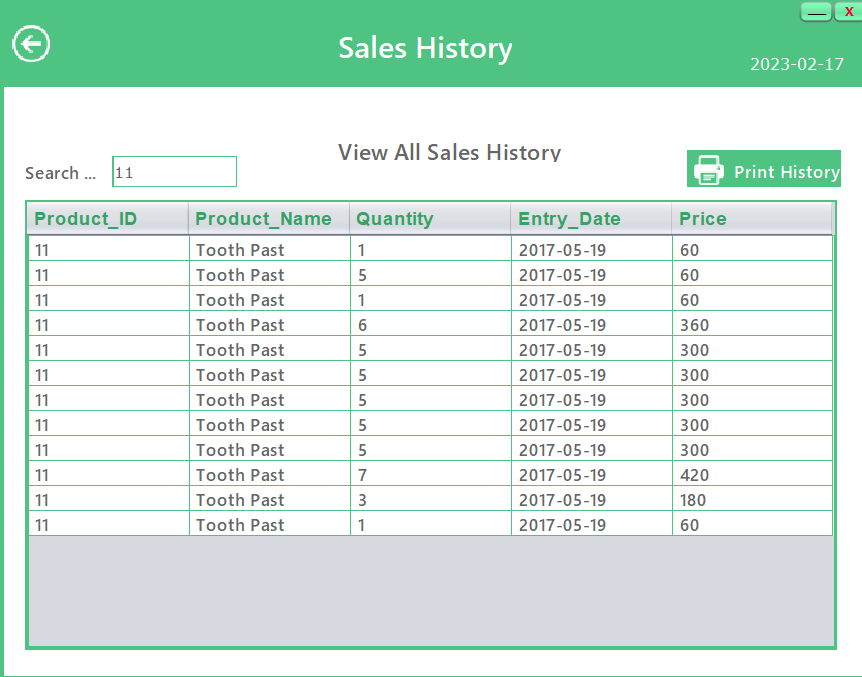 X
Sales History
2023-02-17
View All Sales History
Search ... 11
Print History
Product_ID Product_Name Quantity Entry_Date Price
11 Tooth Past 1 2017-05-19 60
11 Tooth Past 5 2017-05-19 60
11 Tooth Past 1 2017-05-19 60
11 Tooth Past 6 2017-05-19 360
11 Tooth Past 5 2017-05-19 300
11 Tooth Past 5 2017-05-19 300
11 Tooth Past 5 2017-05-19 300
11 Tooth Past 5 2017-05-19 300
11 Tooth Past 5 2017-05-19 300
11 Tooth Past 7 2017-05-19 420
11 Tooth Past 3 2017-05-19 180
11 Tooth Past 1 2017-05-19 60